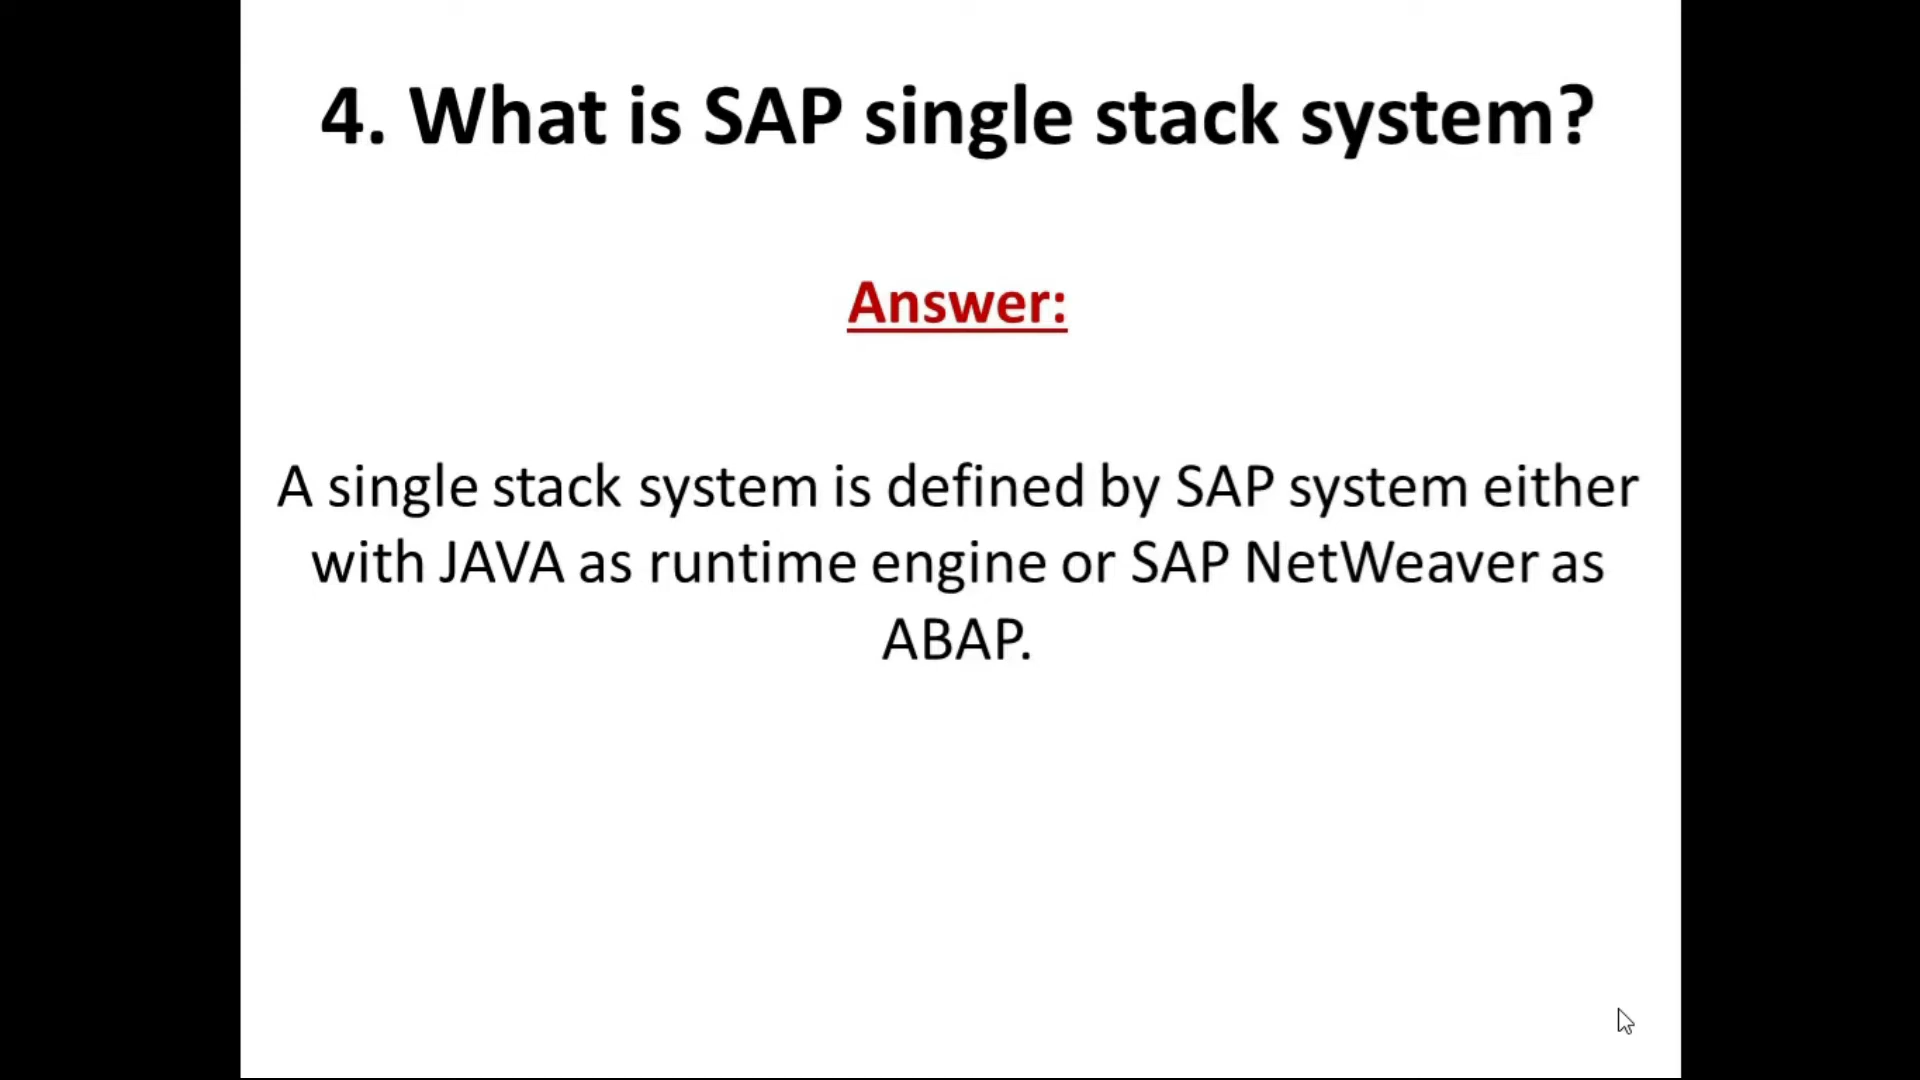 4. What is SAP single stack system?
Answer:
A single stack system is defined by SAP system either
with JAVA as runtime engine or SAP NetWeaver as
ABAP.